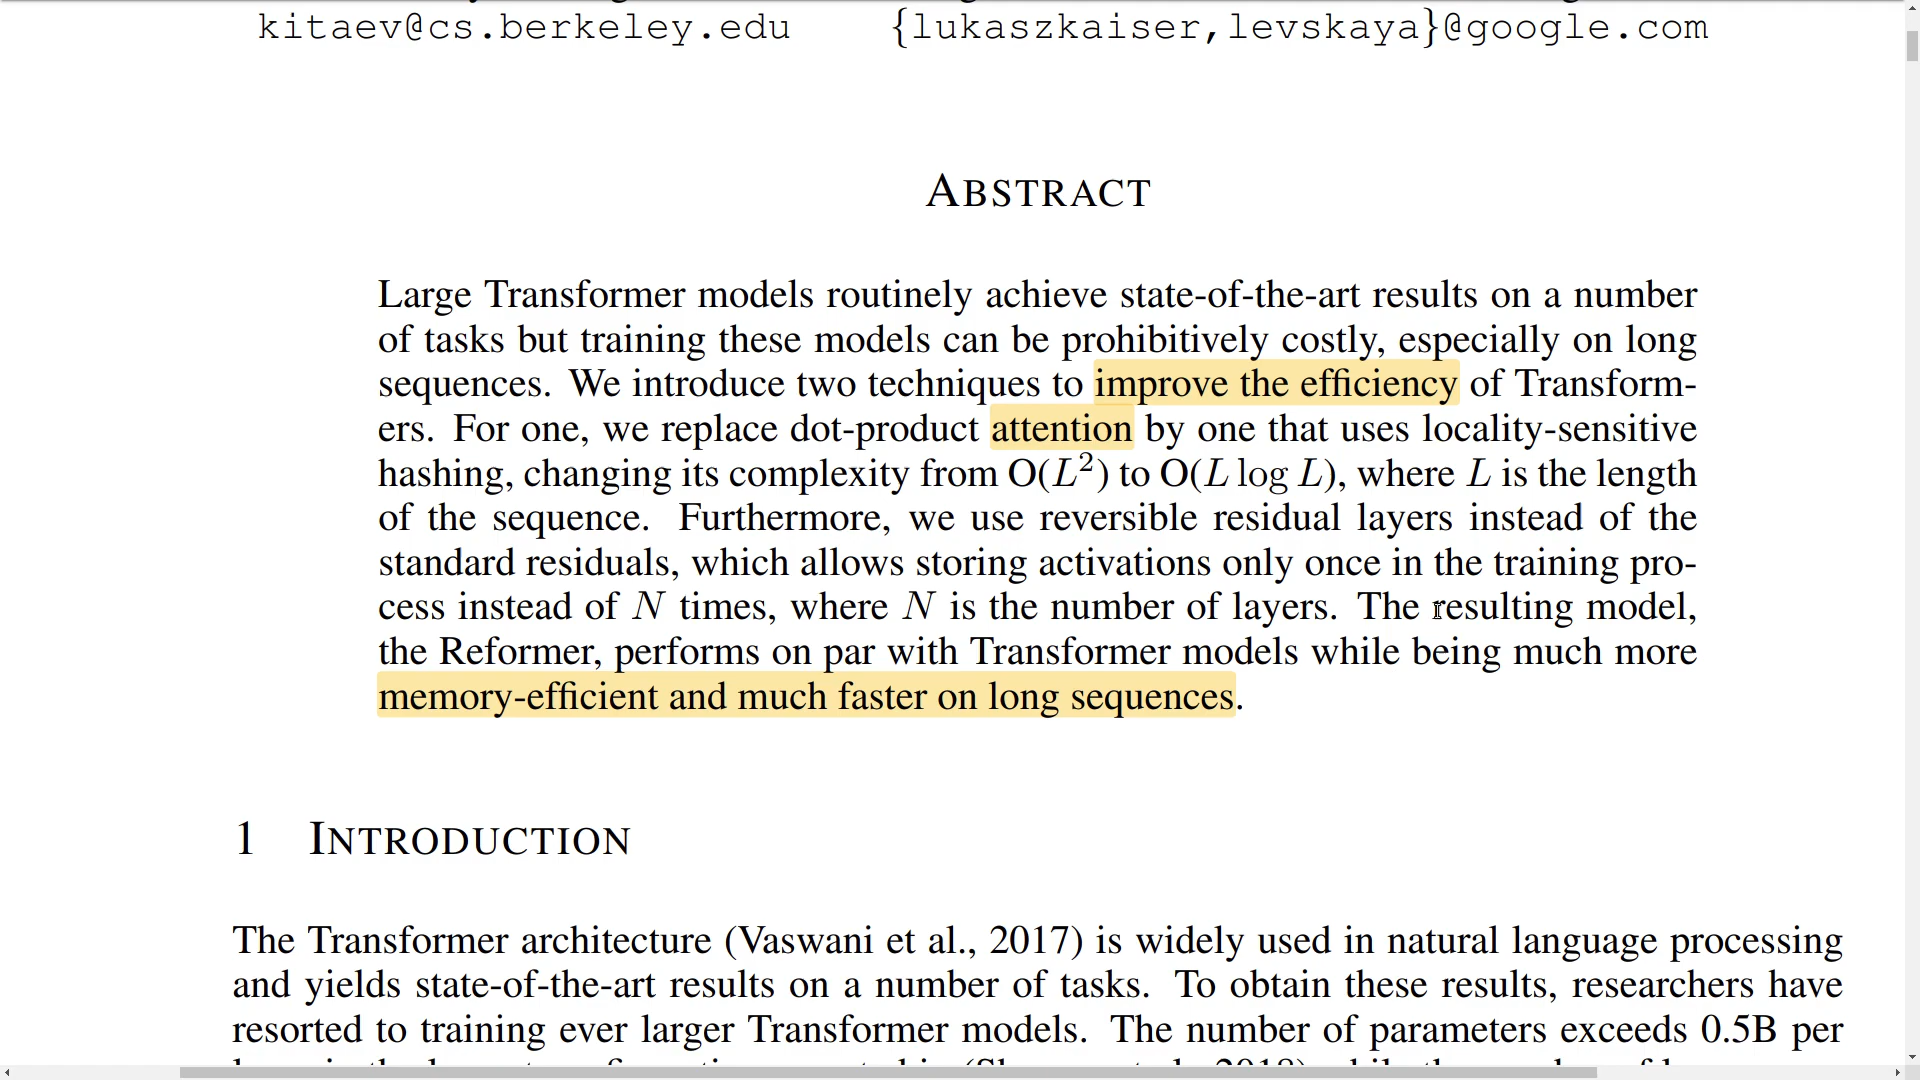 kitaev@cs.berkeley.edu {lukaszkaiser,levskaya}@google.com
ABSTRACT
Large Transformer models routinely achieve state-of-the-art results on a number
of tasks but training these models can be prohibitively costly, especially on long
sequences. We introduce two techniques to improve the efficiency of Transform-
ers. For one, we replace dot-product attention by one that uses locality-sensitive
hashing, changing its complexity from O(L²) to O(L log L), where L is the length
of the sequence. Furthermore, we use reversible residual layers instead of the
standard residuals, which allows storing activations only once in the training pro-
cess instead of N times, where N is the number of layers. The resulting model,
the Reformer, performs on par with Transformer models while being much more
memory-efficient and much faster on long sequences.
1 INTRODUCTION
The Transformer architecture (Vaswani et al., 2017) is widely used in natural language processing
and yields state-of-the-art results on a number of tasks. To obtain these results, researchers have
resorted to training ever larger Transformer models. The number of parameters exceeds 0.5B per